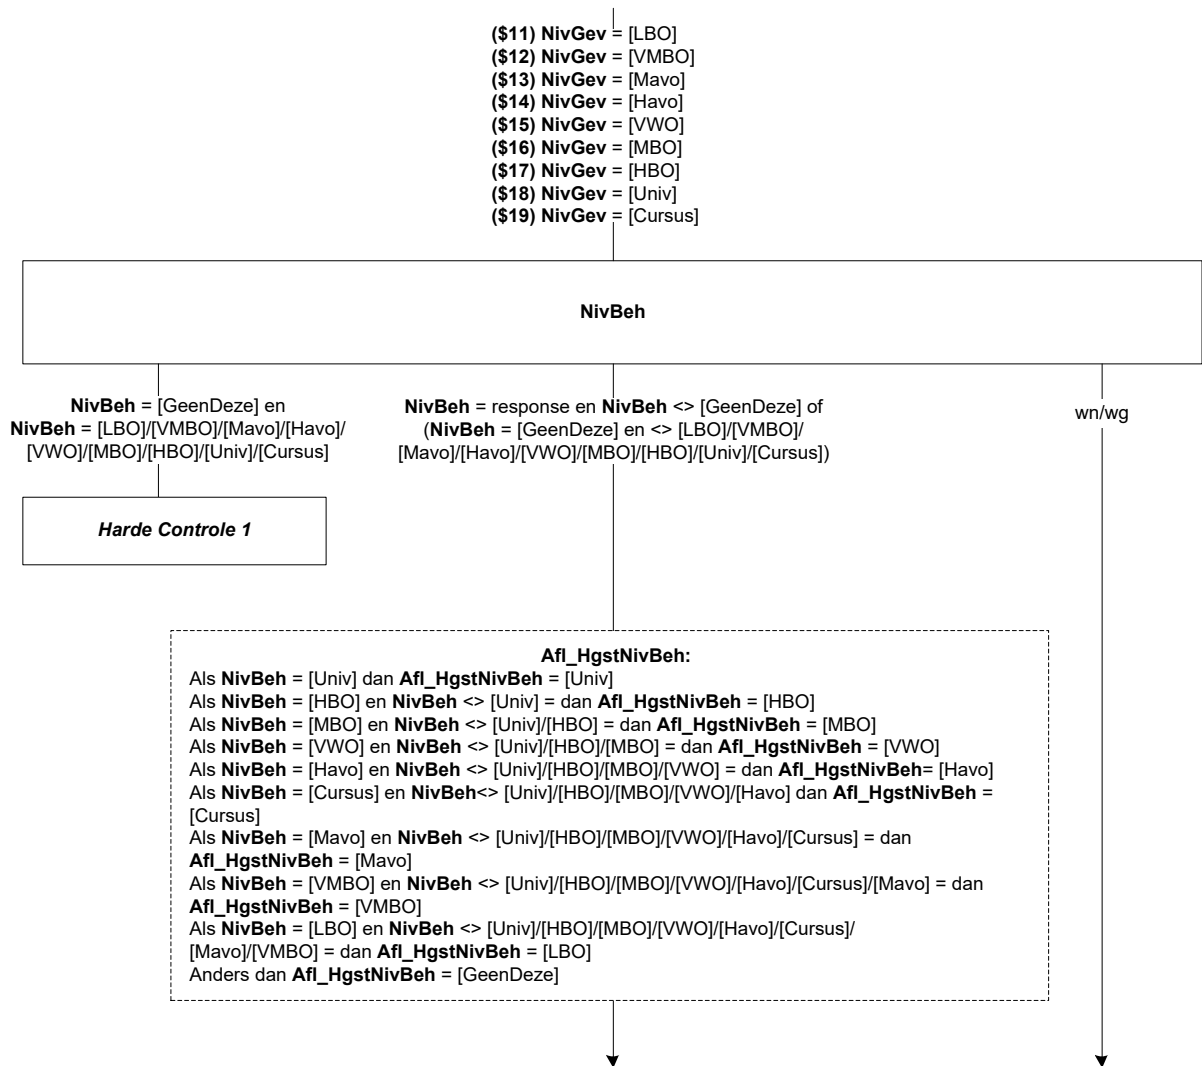 ($11) NivGev = [LBO]
($12) NivGev = [VMBO]
($13) NivGev = [Mavo]
($14) NivGev = [Havo]
($15) NivGev = [VWO]
($16) NivGev = [MBO]
($17) NivGev = [HBO]
($18) NivGev = [Univ]
($19) NivGev = [Cursus]
NivBeh
NivBeh = [GeenDeze] en
NivBeh = [LBO]/[VMBO]/[Mavo]/[Havo]/
[VWO]/[MBO]/[HBO]/[Univ]/[Cursus]
NivBeh = response en NivBeh <> [GeenDeze] of
(NivBeh = [GeenDeze] en <> [LBO]/[VMBO]/
[Mavo]/[Havo]/[VWO]/[MBO]/[HBO]/[Univ]/[Cursus])
wn/wg
Harde Controle 1
Afl_HgstNivBeh:
Als NivBeh = [Univ] dan Afl_HgstNivBeh = [Univ]
Als NivBeh = [HBO] en NivBeh <> [Univ] = dan Afl_HgstNivBeh = [HBO]
Als NivBeh = [MBO] en NivBeh <> [Univ]/[HBO] = dan Afl_HgstNivBeh = [MBO]
Als NivBeh = [VWO] en NivBeh <> [Univ]/[HBO]/[MBO] = dan Afl_HgstNivBeh = [VWO]
Als NivBeh = [Havo] en NivBeh <> [Univ]/[HBO]/[MBO]/[VWO] = dan Afl_HgstNivBeh= [Havo]
Als NivBeh = [Cursus] en NivBeh<> [Univ]/[HBO]/[MBO]/[VWO]/[Havo] dan Afl_HgstNivBeh =
[Cursus]
Als NivBeh = [Mavo] en NivBeh <> [Univ]/[HBO]/[MBO]/[VWO]/[Havo]/[Cursus] = dan
Afl_HgstNivBeh = [Mavo]
Als NivBeh = [VMBO] en NivBeh <> [Univ]/[HBO]/[MBO]/[VWO]/[Havo]/[Cursus]/[Mavo] = dan
Afl_HgstNivBeh = [VMBO]
Als NivBeh = [LBO] en NivBeh <> [Univ]/[HBO]/[MBO]/[VWO]/[Havo]/[Cursus]/
[Mavo]/[VMBO] = dan Afl_HgstNivBeh = [LBO]
Anders dan Afl_HgstNivBeh = [GeenDeze]